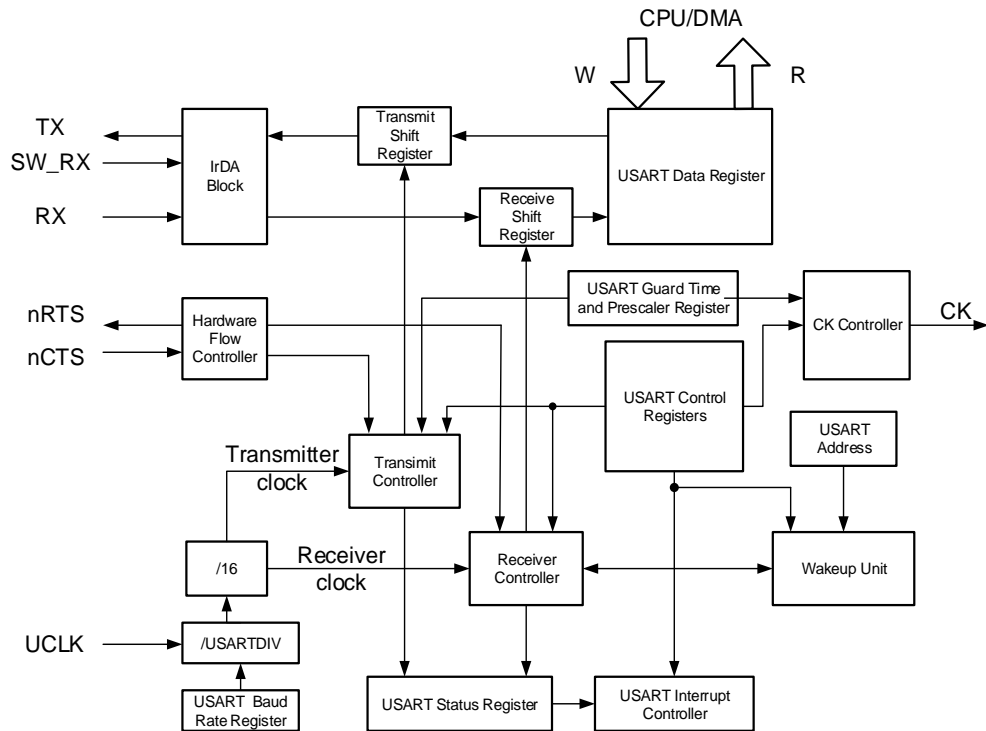 CPU/DMA
W
R
TX
SW_RX
RX
IrDA
Block
Transmit
Shift
Register
Receive
Shift
Register
USART Data Register
nRTS
nCTS
Hardware
Flow
Controller
USART Guard Time
and Prescaler Register
CK Controller
CK
USART Control
Registers
USART
Address
Transmitter
clock
Transimit
Controller
/16
Receiver
clock
Receiver
Controller
Wakeup Unit
UCLK
/USARTDIV
USART Baud
Rate Register
USART Status Register
USART Interrupt
Controller